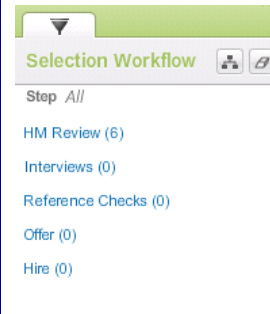 Selection Workflow
Step All
HM Review (6)
Interviews (0)
Reference Checks (0)
Offer (0)
Hire (0)